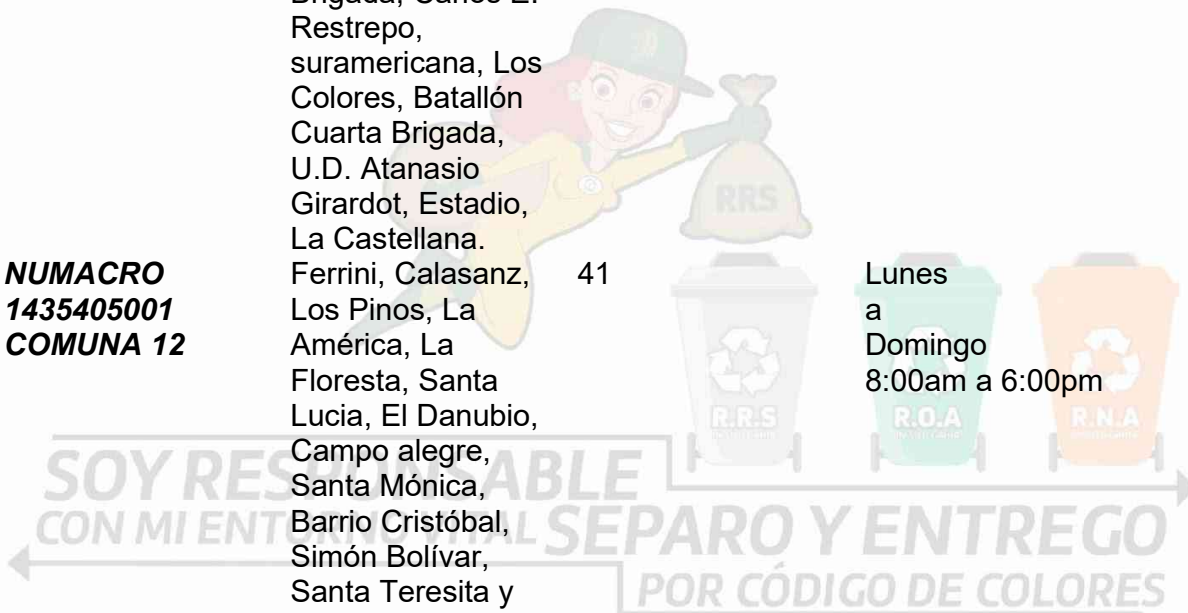 Restrepo,
suramericana, Los
Colores, Batallón
Cuarta Brigada,
U.D. Atanasio
Girardot, Estadio,
La Castellana.
NUMACRO
1435405001
COMUNA 12
Ferrini, Calasanz,
Los Pinos, La
América, La
Floresta, Santa
Lucia, El Danubio,
Campo alegre,
Santa Mónica,
Barrio Cristóbal,
Simón Bolívar,
Santa Teresita y
41
Lunes
a
Domingo
8:00am a 6:00pm
RRS
R.R.S
R.O.A
R.N.A
SOY RESPONSABLE
CON MI ENTORNO VITAL SEPARO Y ENTREGO
POR CÓDIGO DE COLORES